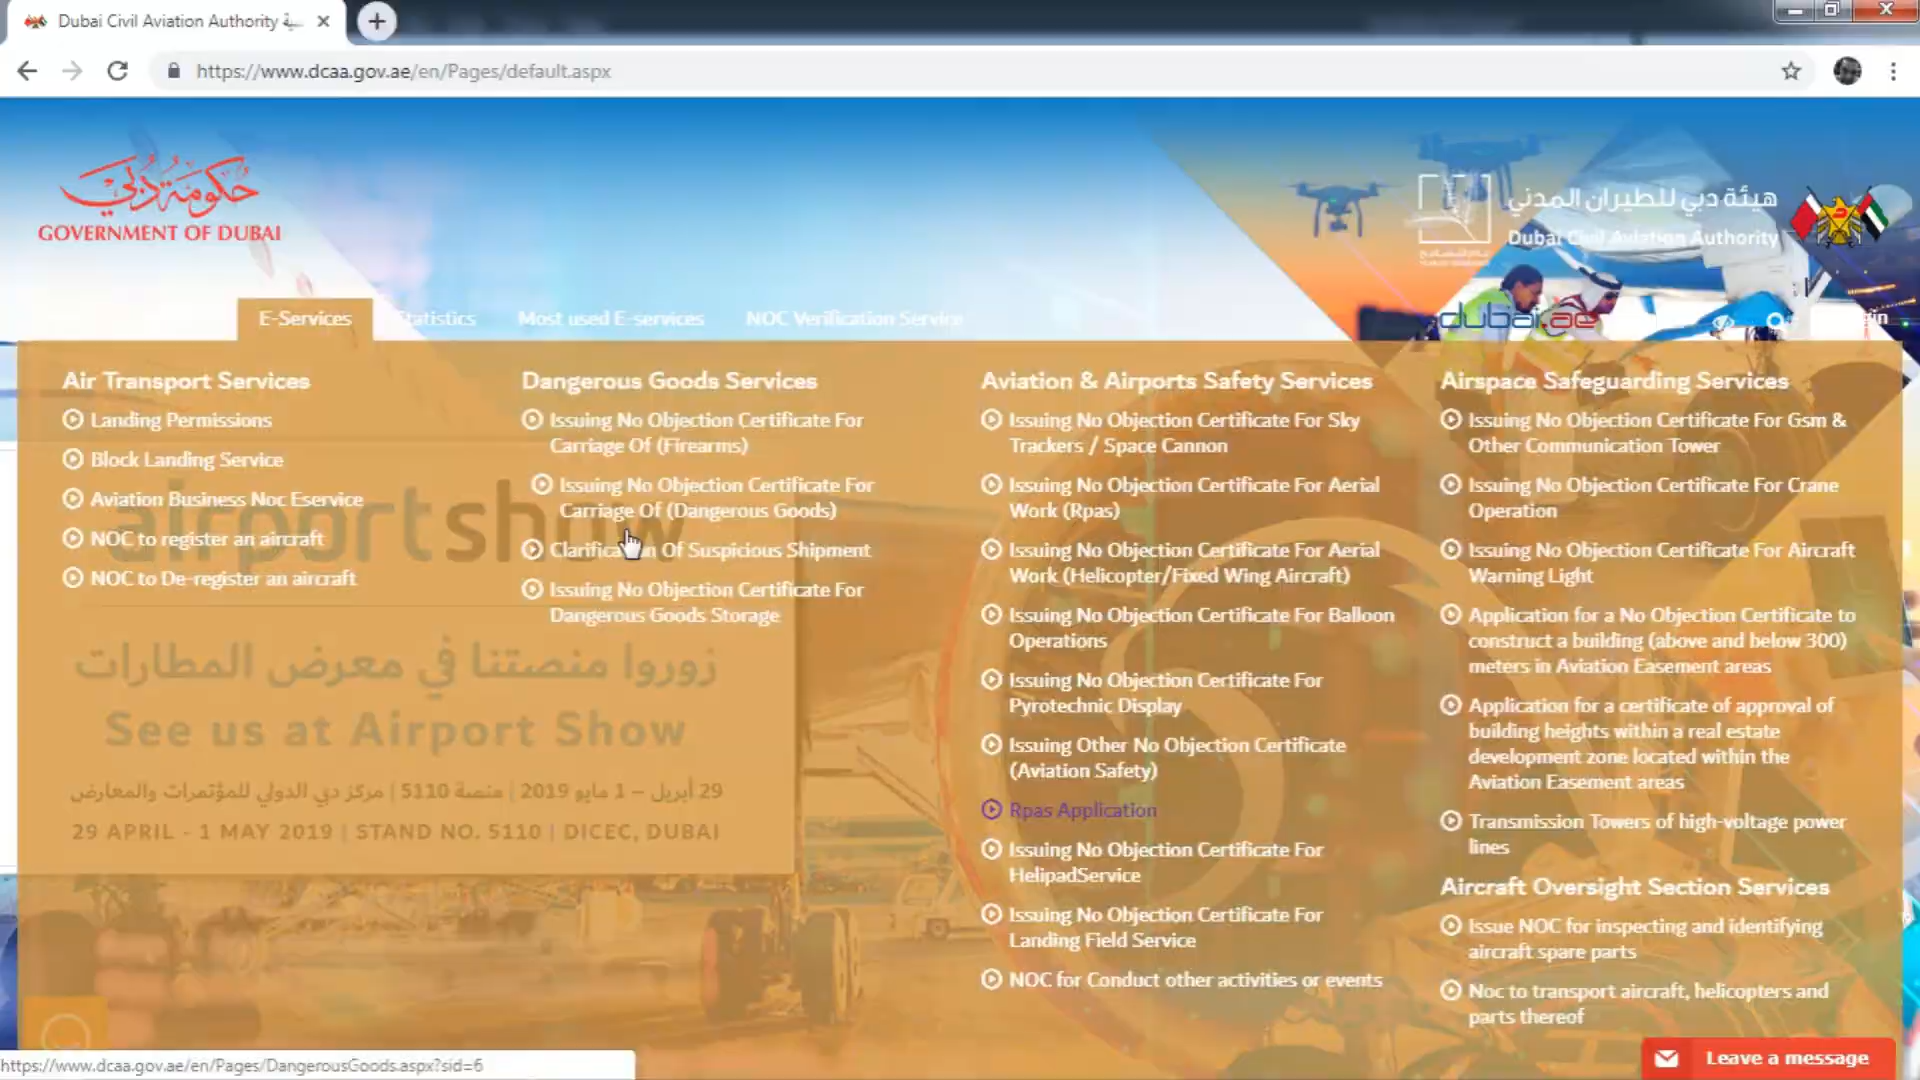 Dubai Civil Aviation Authority
https://www.dcaa.gov.ae/en/Pages/default.aspx
حكومة دبي
GOVERNMENT OF DUBAI
هيئة دبي للطيران المدني
Dubai Civil Aviation Authority
E-Services
Statistics
Most used E-services
NOC Verification Service
dubai.ae
Air Transport Services
Landing Permissions
Block Landing Service
Aviation Business Noc Eservice
NOC to register an aircraft
NOC to De-register an aircraft
Dangerous Goods Services
Issuing No Objection Certificate For
Carriage Of (Firearms)
Issuing No Objection Certificate For
Carriage Of (Dangerous Goods)
Clarification Of Suspicious Shipment
Issuing No Objection Certificate For
Dangerous Goods Storage
Aviation & Airports Safety Services
Issuing No Objection Certificate For Sky
Trackers / Space Cannon
Issuing No Objection Certificate For Aerial
Work (Rpas)
Issuing No Objection Certificate For Aerial
Work (Helicopter/Fixed Wing Aircraft)
Issuing No Objection Certificate For Balloon
Operations
Issuing No Objection Certificate For
Pyrotechnic Display
Issuing Other No Objection Certificate
(Aviation Safety)
Rpas Application
Issuing No Objection Certificate For
HelipadService
Issuing No Objection Certificate For
Landing Field Service
NOC for Conduct other activities or events
Airspace Safeguarding Services
Issuing No Objection Certificate For Gsm &
Other Communication Tower
Issuing No Objection Certificate For Crane
Operation
Issuing No Objection Certificate For Aircraft
Warning Light
Application for a No Objection Certificate to
construct a building (above and below 300)
meters in Aviation Easement areas
Application for a certificate of approval of
building heights within a real estate
development zone located within the
Aviation Easement areas
Transmission Towers of high-voltage power
lines
Aircraft Oversight Section Services
Issue NOC for inspecting and identifying
aircraft spare parts
Noc to transport aircraft, helicopters and
parts thereof
airportshow
زوروا منصتنا في معرض المطارات
See us at Airport Show
29 أبريل – 1 مايو 2019 | منصة 5110 | مركز دبي الدولي للمؤتمرات والمعارض
29 APRIL - 1 MAY 2019 | STAND NO. 5110 | DICEC, DUBAI
https://www.dcaa.gov.ae/en/Pages/DangerousGoods.aspx?sid=6
Leave a message